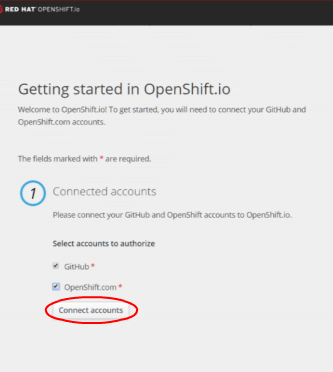 RED HAT OPENSHIFT.io
Getting started in OpenShift.io
Welcome to OpenShift.io! To get started, you will need to connect your GitHub and
OpenShift.com accounts.
The fields marked with * are required.
1 Connected accounts
Please connect your GitHub and OpenShift accounts to OpenShift.io.
Select accounts to authorize
GitHub *
OpenShift.com *
Connect accounts